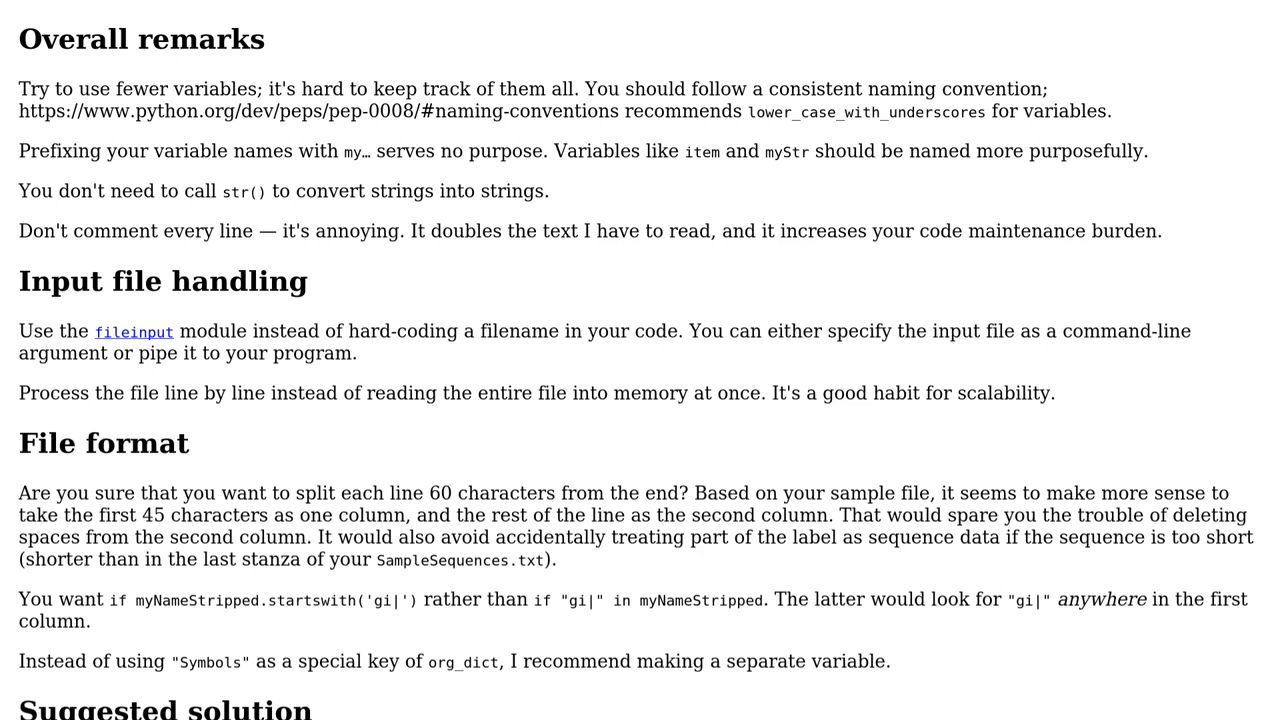 Overall remarks
Try to use fewer variables; it's hard to keep track of them all. You should follow a consistent naming convention;
https://www.python.org/dev/peps/pep-0008/#naming-conventions recommends lower_case_with_underscores for variables.
Prefixing your variable names with my… serves no purpose. Variables like item and myStr should be named more purposefully.
You don't need to call str() to convert strings into strings.
Don't comment every line — it's annoying. It doubles the text I have to read, and it increases your code maintenance burden.
Input file handling
Use the fileinput module instead of hard-coding a filename in your code. You can either specify the input file as a command-line
argument or pipe it to your program.
Process the file line by line instead of reading the entire file into memory at once. It's a good habit for scalability.
File format
Are you sure that you want to split each line 60 characters from the end? Based on your sample file, it seems to make more sense to
take the first 45 characters as one column, and the rest of the line as the second column. That would spare you the trouble of deleting
spaces from the second column. It would also avoid accidentally treating part of the label as sequence data if the sequence is too short
(shorter than in the last stanza of your SampleSequences.txt).
You want if myNameStripped.startswith('gi|') rather than if "gi|" in myNameStripped. The latter would look for "gi|" anywhere in the first
column.
Instead of using "Symbols" as a special key of org_dict, I recommend making a separate variable.
Suggested solution